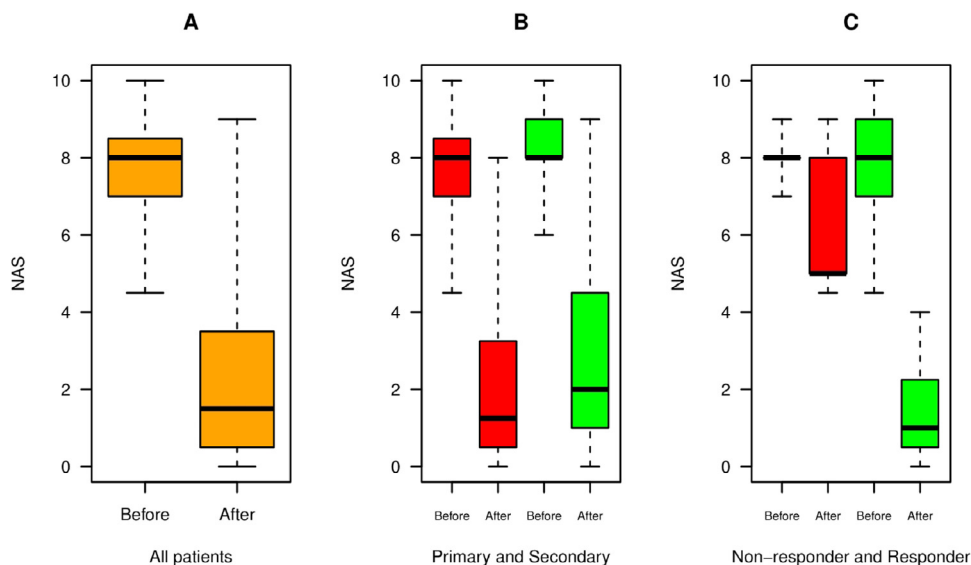 A
NAS
10
8
6
4
2
0
Before After
All patients
B
NAS
10
8
6
4
2
0
Before After Before After
Primary and Secondary
C
NAS
10
8
6
4
2
0
Before After Before After
Non−responder and Responder